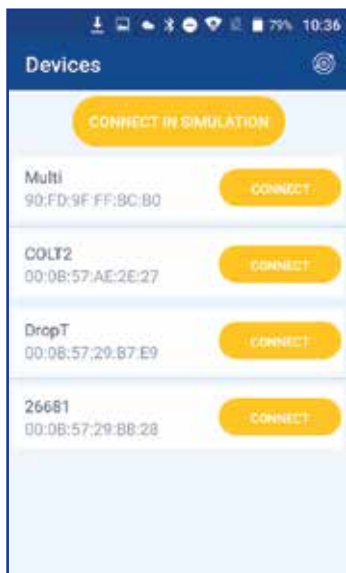 79% 10:36
Devices
CONNECT IN SIMULATION
Multi
90:FD:9F:FF:BC:B0
CONNECT
COLT2
00:0B:57:AE:2E:27
CONNECT
DropT
00:0B:57:29:B7:E9
CONNECT
26681
00:0B:57:29:BB:28
CONNECT